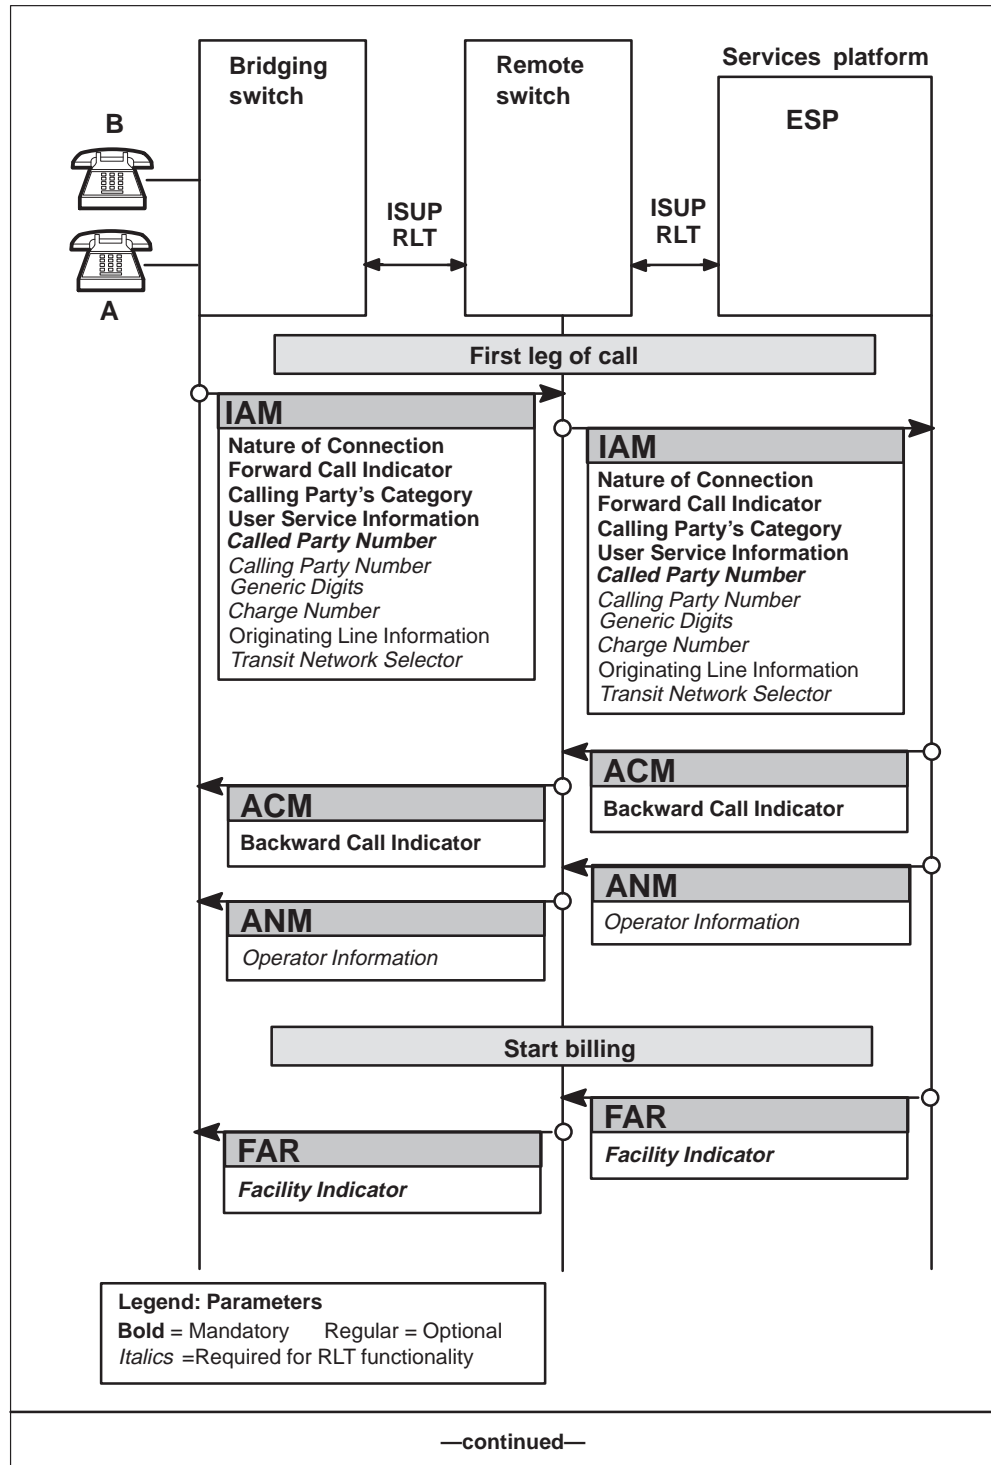 Bridging
switch
Remote
switch
Services platform
ESP
B
A
ISUP
RLT
ISUP
RLT
First leg of call
IAM
Nature of Connection
Forward Call Indicator
Calling Party’s Category
User Service Information
Called Party Number
Calling Party Number
Generic Digits
Charge Number
Originating Line Information
Transit Network Selector
IAM
Nature of Connection
Forward Call Indicator
Calling Party’s Category
User Service Information
Called Party Number
Calling Party Number
Generic Digits
Charge Number
Originating Line Information
Transit Network Selector
ACM
Backward Call Indicator
ACM
Backward Call Indicator
ANM
Operator Information
ANM
Operator Information
Start billing
FAR
Facility Indicator
FAR
Facility Indicator
Legend: Parameters
Bold = Mandatory Regular = Optional
Italics =Required for RLT functionality
—continued—